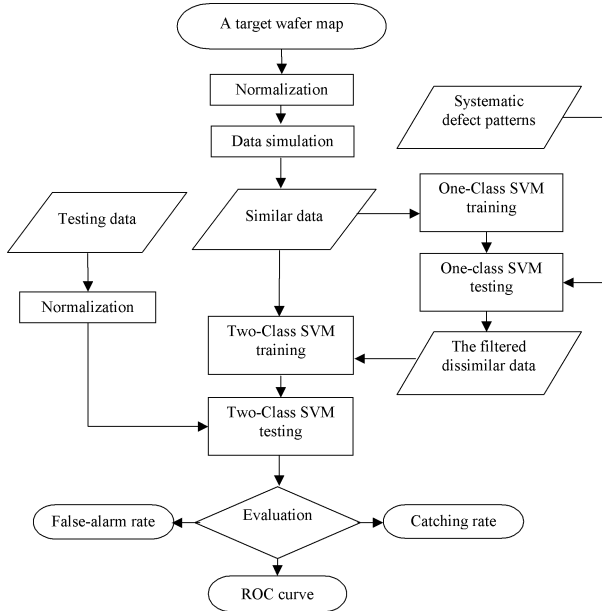 A target wafer map
Normalization
Systematic
defect patterns
Data simulation
One-Class SVM
training
Testing data
Similar data
One-class SVM
testing
Normalization
Two-Class SVM
training
The filtered
dissimilar data
Two-Class SVM
testing
False-alarm rate
Evaluation
Catching rate
ROC curve